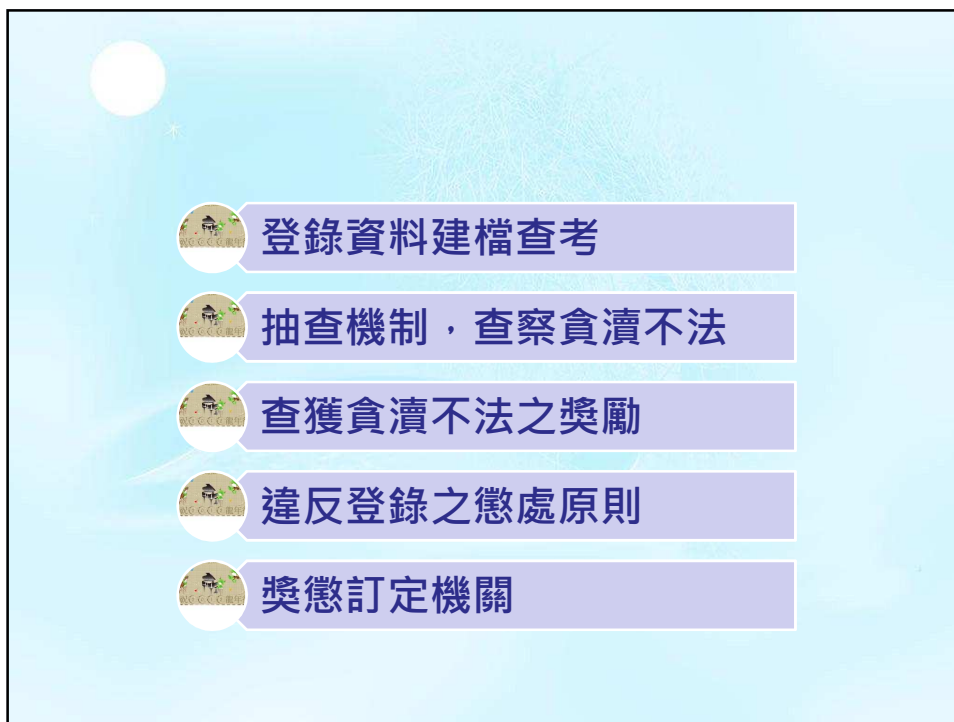 登錄資料建檔查考
抽查機制，查察貪瀆不法
查獲貪瀆不法之獎勵
違反登錄之懲處原則
獎懲訂定機關